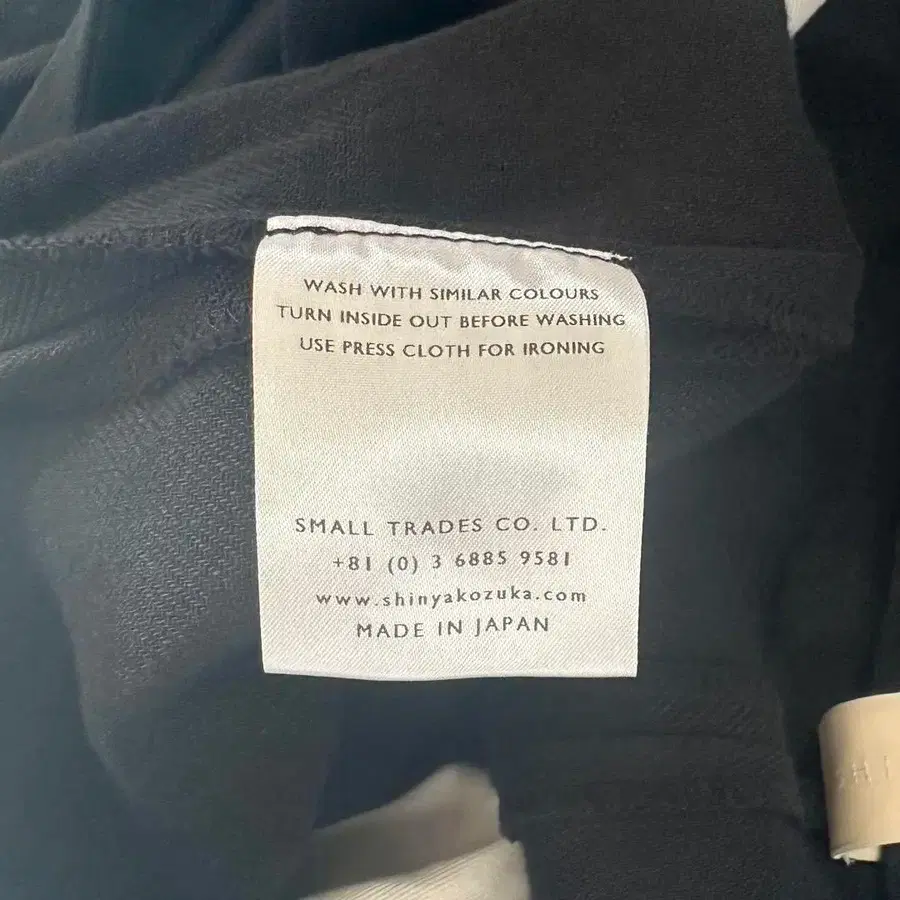 WASH WITH SIMILAR COLOURS
TURN INSIDE OUT BEFORE WASHING
USE PRESS CLOTH FOR IRONING
SMALL TRADES CO. LTD.
+81 (0) 3 6885 9581
www.shinyakozuka.com
MADE IN JAPAN